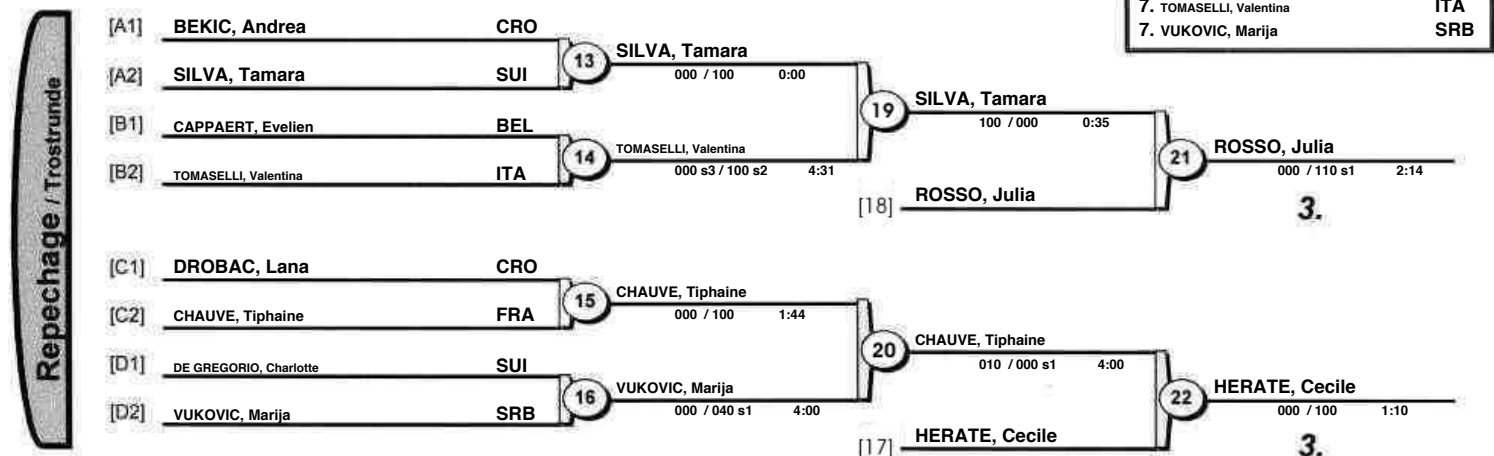 7. TOMASELLI, Valentina ITA
7. VUKOVIC, Marija SRB
Repechage / Trostrunde
[A1] BEKIC, Andrea CRO
13 SILVA, Tamara
000 / 100 0:00
[A2] SILVA, Tamara SUI
19 SILVA, Tamara
100 / 000 0:35
[B1] CAPPAERT, Evelien BEL
14 TOMASELLI, Valentina
000 s3 / 100 s2 4:31
[B2] TOMASELLI, Valentina ITA
21 ROSSO, Julia
000 / 110 s1 2:14
[18] ROSSO, Julia
3.
[C1] DROBAC, Lana CRO
15 CHAUVE, Tiphaine
000 / 100 1:44
[C2] CHAUVE, Tiphaine FRA
20 CHAUVE, Tiphaine
010 / 000 s1 4:00
[D1] DE GREGORIO, Charlotte SUI
16 VUKOVIC, Marija
000 / 040 s1 4:00
[D2] VUKOVIC, Marija SRB
22 HERATE, Cecile
000 / 100 1:10
[17] HERATE, Cecile
3.